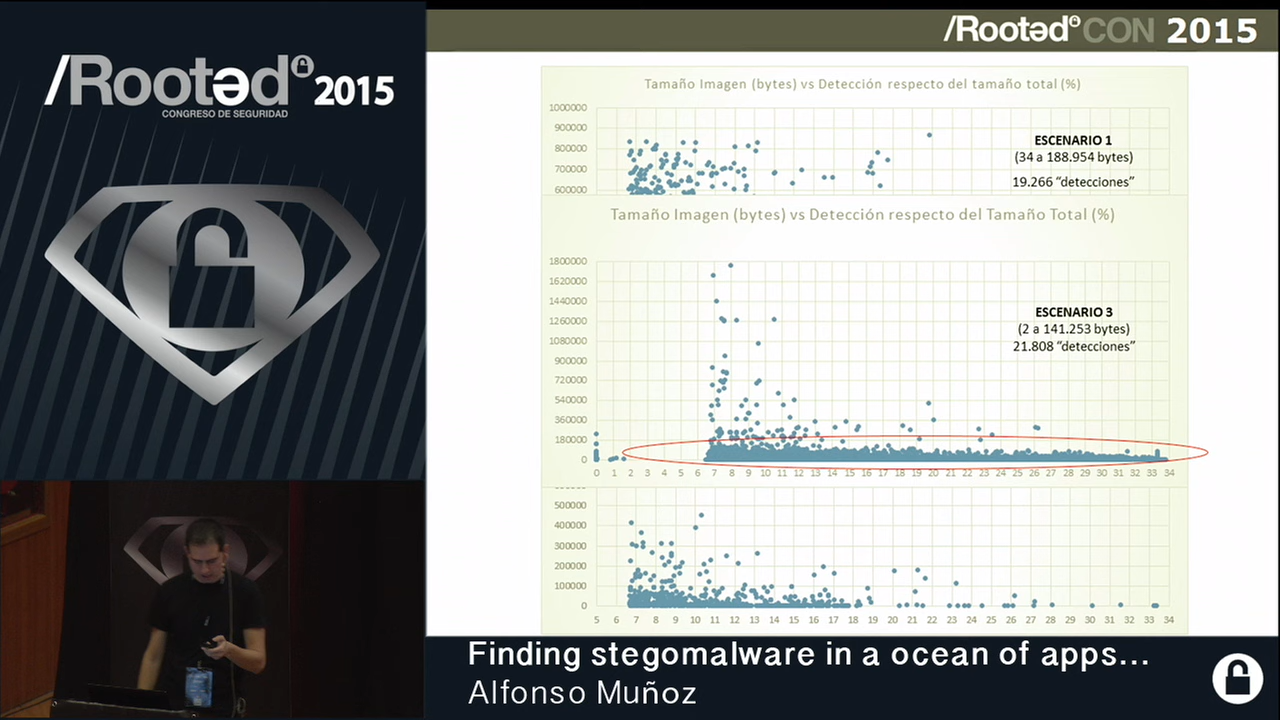 /Rootəd 2015
CONGRESO DE SEGURIDAD
/RootədCON 2015
Tamaño Imagen (bytes) vs Detección respecto del tamaño total (%)
1000000
900000
800000
700000
600000
ESCENARIO 1
(34 a 188.954 bytes)
19.266 "detecciones"
Tamaño Imagen (bytes) vs Detección respecto del Tamaño Total (%)
1800000
1620000
1440000
1260000
1080000
900000
720000
540000
360000
180000
0
ESCENARIO 3
(2 a 141.253 bytes)
21.808 "detecciones"
0 1 2 3 4 5 6 7 8 9 10 11 12 13 14 15 16 17 18 19 20 21 22 23 24 25 26 27 28 29 30 31 32 33 34
500000
400000
300000
200000
100000
0
5 6 7 8 9 10 11 12 13 14 15 16 17 18 19 20 21 22 23 24 25 26 27 28 29 30 31 32 33 34
Finding stegomalware in a ocean of apps...
Alfonso Muñoz